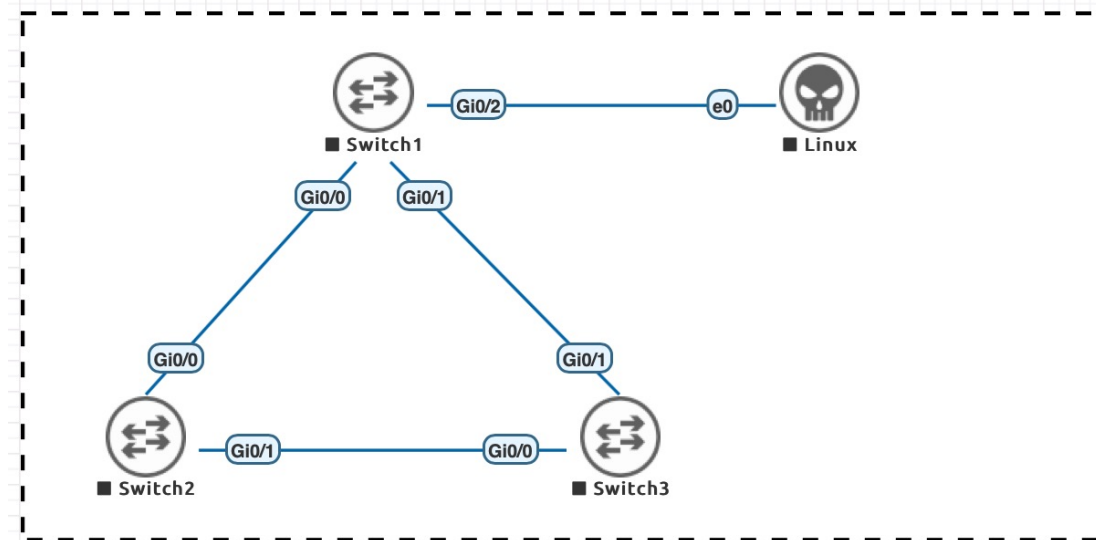 Gi0/2
e0
Switch1
Linux
Gi0/0
Gi0/1
Gi0/0
Gi0/1
Gi0/1
Gi0/0
Switch2
Switch3